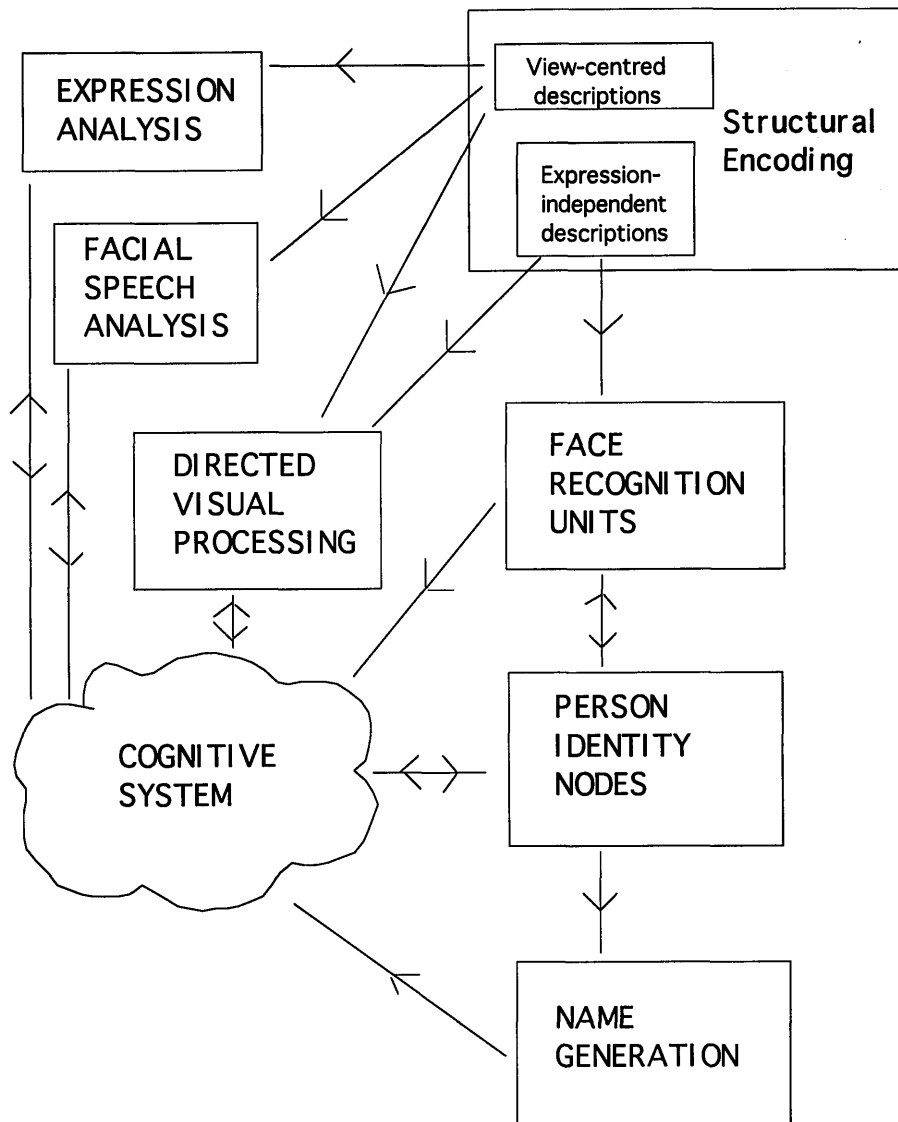 View-centred
descriptions
Structural
Encoding
Expression-
independent
descriptions
EXPRESSION
ANALYSIS
FACIAL
SPEECH
ANALYSIS
DIRECTED
VISUAL
PROCESSING
FACE
RECOGNITION
UNITS
COGNITIVE
SYSTEM
PERSON
IDENTITY
NODES
NAME
GENERATION